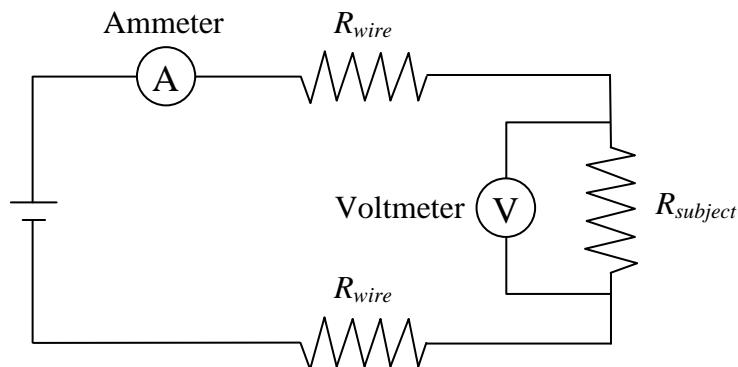 Ammeter
R_wire
A
Voltmeter
V
R_subject
R_wire